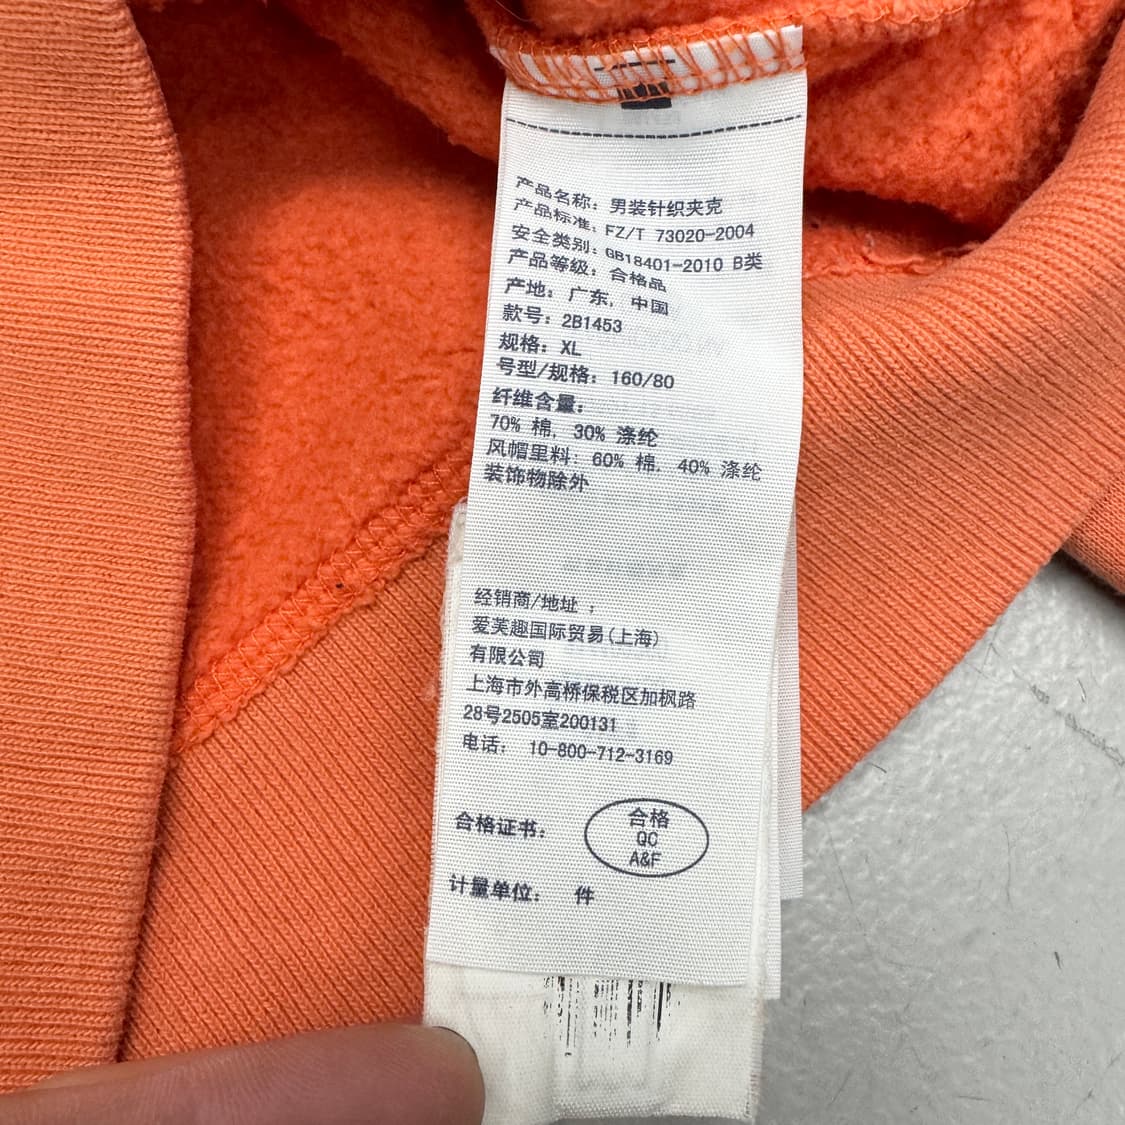 产品名称：男装针织夹克
产品标准：FZ/T 73020-2004
安全类别：GB18401-2010 B类
产品等级：合格品
产地：广东，中国
款号：2B1453
规格：XL
号型/规格：160/80
纤维含量：
70% 棉，30% 涤纶
风帽里料：60% 棉，40% 涤纶
装饰物除外
经销商/地址：
爱芙趣国际贸易(上海)
有限公司
上海市外高桥保税区加枫路
28号2505室200131
电话： 10-800-712-3169
合格证书：
合格
QC
A&F
计量单位： 件